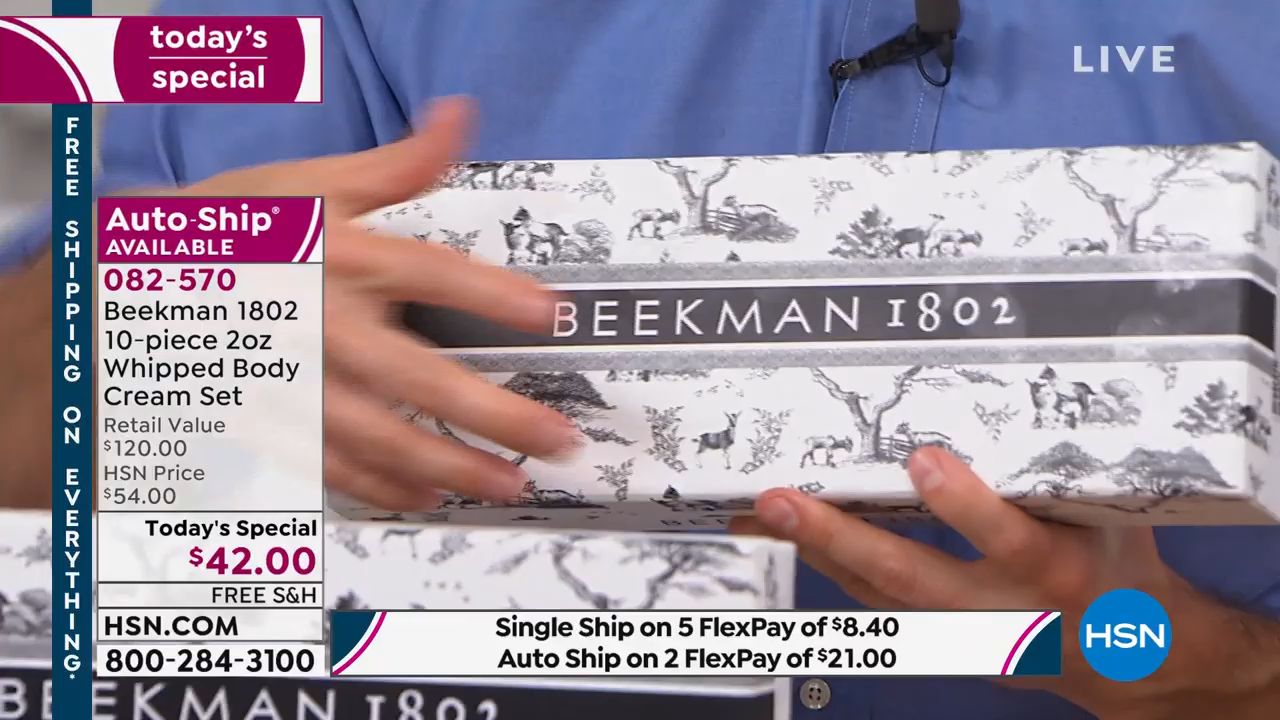 today's
special
LIVE
FREE SHIPPING ON EVERYTHING.*
Auto-Ship®
AVAILABLE
082-570
Beekman 1802
10-piece 2oz
Whipped Body
Cream Set
Retail Value
$120.00
HSN Price
$54.00
Today's Special
$42.00
FREE S&H
HSN.COM
800-284-3100
BEEKMAN 1802
Single Ship on 5 FlexPay of $8.40
Auto Ship on 2 FlexPay of $21.00
HSN
BEEKMAN 1802